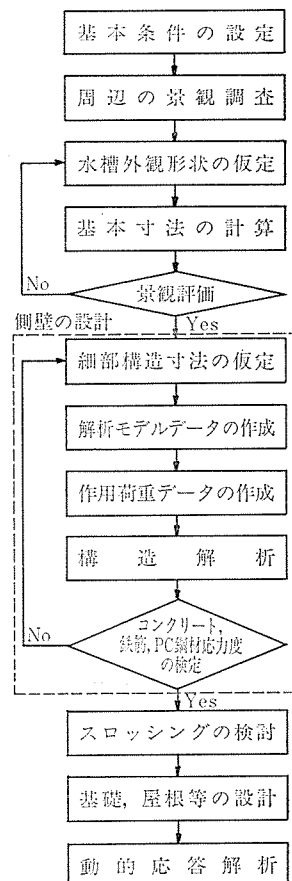 基本条件の設定
周辺の景観調査
水槽外観形状の仮定
基本寸法の計算
No
景観評価
側壁の設計
Yes
細部構造寸法の仮定
解析モデルデータの作成
作用荷重データの作成
構造解析
No
コンクリート,
鉄筋, PC鋼材応力度
の検定
Yes
スロッシングの検討
基礎, 屋根等の設計
動的応答解析